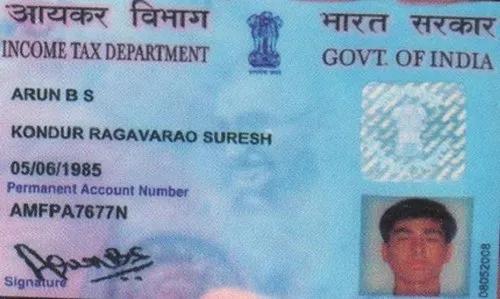 आयकर विभाग
भारत सरकार
INCOME TAX DEPARTMENT
GOVT. OF INDIA
ARUN B S
KONDUR RAGAVARAO SURESH
05/06/1985
Permanent Account Number
AMFPA7677N
Arun B S
Signature
08052008